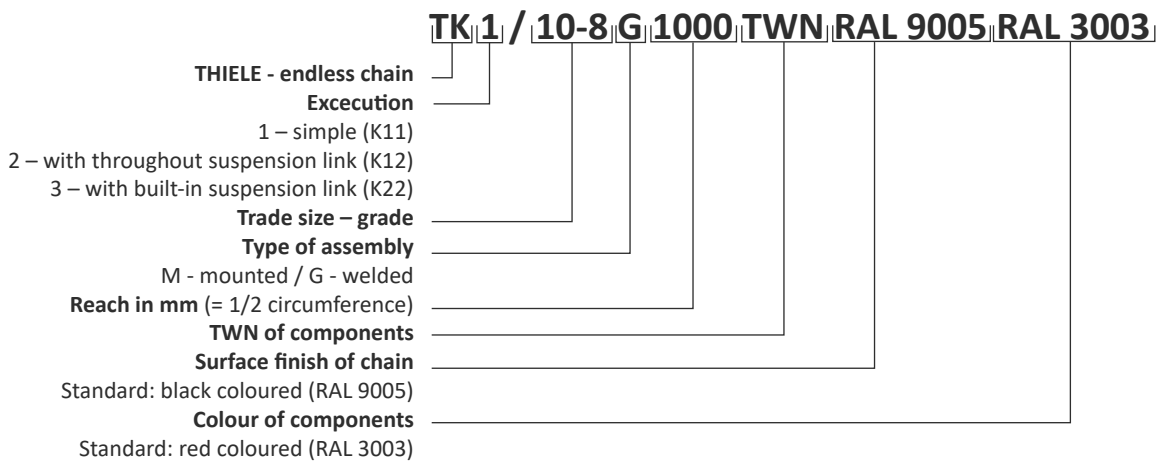 TK 1 / 10-8 G 1000 TWN RAL 9005 RAL 3003
THIELE - endless chain
Excecution
1 – simple (K11)
2 – with throughout suspension link (K12)
3 – with built-in suspension link (K22)
Trade size – grade
Type of assembly
M - mounted / G - welded
Reach in mm (= 1/2 circumference)
TWN of components
Surface finish of chain
Standard: black coloured (RAL 9005)
Colour of components
Standard: red coloured (RAL 3003)